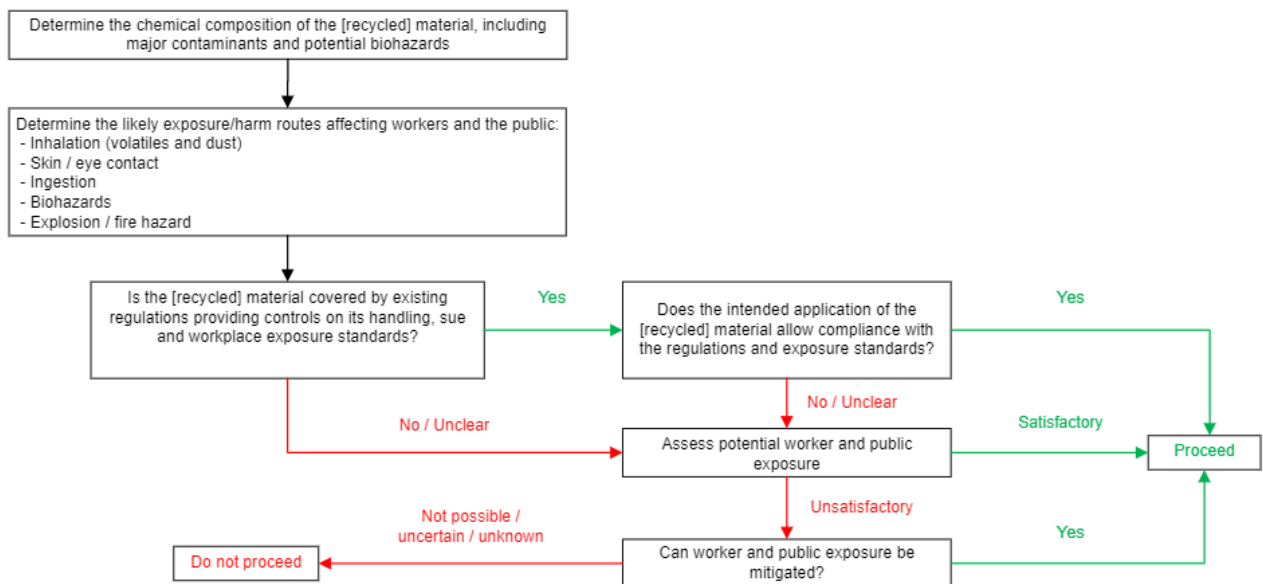 Determine the chemical composition of the [recycled] material, including
major contaminants and potential biohazards
Determine the likely exposure/harm routes affecting workers and the public:
- Inhalation (volatiles and dust)
- Skin / eye contact
- Ingestion
- Biohazards
- Explosion / fire hazard
Is the [recycled] material covered by existing
regulations providing controls on its handling, sue
and workplace exposure standards?
Yes
Does the intended application of the
[recycled] material allow compliance with
the regulations and exposure standards?
Yes
No / Unclear
No / Unclear
Assess potential worker and public
exposure
Satisfactory
Proceed
Unsatisfactory
Not possible /
uncertain / unknown
Yes
Do not proceed
Can worker and public exposure be
mitigated?